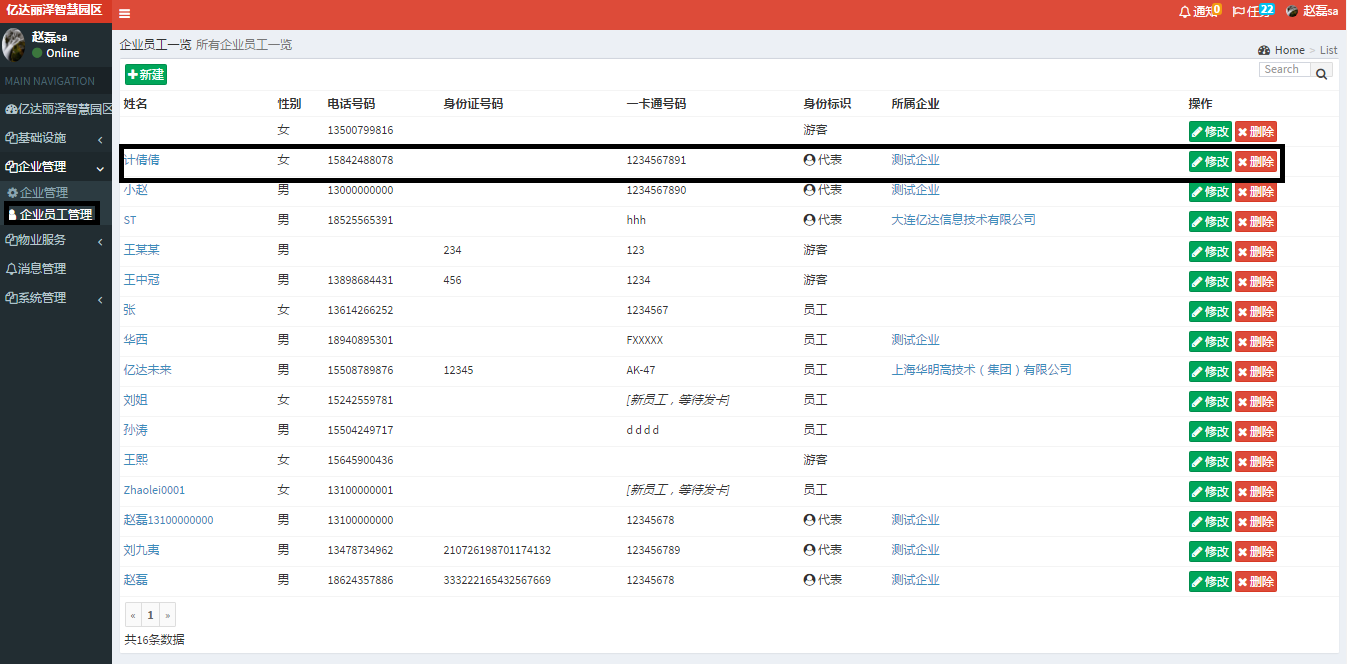 亿达丽泽智慧园区
通知 0 任务 22 赵磊sa
赵磊sa
Online
企业员工一览 所有企业员工一览
Home > List
MAIN NAVIGATION
亿达丽泽智慧园区
基础设施
企业管理
企业管理
企业员工管理
物业服务
消息管理
系统管理
新建 Search
姓名 性别 电话号码 身份证号码 一卡通号码 身份标识 所属企业 操作
女 13500799816 游客 修改 删除
计倩倩 女 15842488078 1234567891 代表 测试企业 修改 删除
小赵 男 13000000000 1234567890 代表 测试企业 修改 删除
ST 男 18525565391 hhh 代表 大连亿达信息技术有限公司 修改 删除
王某某 男 234 123 游客 修改 删除
王中冠 男 13898684431 456 1234 游客 修改 删除
张 女 13614266252 1234567 员工 修改 删除
华西 男 18940895301 FXXXXX 员工 测试企业 修改 删除
亿达未来 男 15508789876 12345 AK-47 员工 上海华明高技术（集团）有限公司 修改 删除
刘姐 女 15242559781 [新员工，等待发卡] 员工 修改 删除
孙涛 男 15504249717 d d d d 员工 修改 删除
王熙 女 15645900436 游客 修改 删除
Zhaolei0001 女 13100000001 [新员工，等待发卡] 员工 修改 删除
赵磊13100000000 男 13100000000 12345678 代表 测试企业 修改 删除
刘九夷 男 13478734962 210726198701174132 123456789 代表 测试企业 修改 删除
赵磊 男 18624357886 333222165432567669 12345678 代表 测试企业 修改 删除
« 1 »
共16条数据